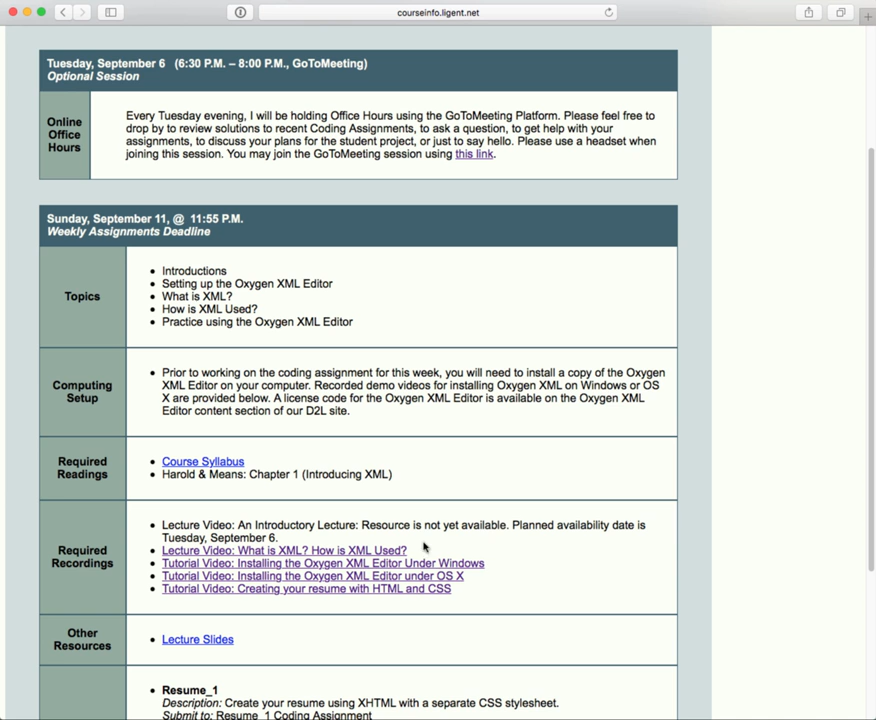 courseinfo.ligent.net
Tuesday, September 6 (6:30 P.M. – 8:00 P.M., GoToMeeting)
Optional Session
Online
Office
Hours
Every Tuesday evening, I will be holding Office Hours using the GoToMeeting Platform. Please feel free to
drop by to review solutions to recent Coding Assignments, to ask a question, to get help with your
assignments, to discuss your plans for the student project, or just to say hello. Please use a headset when
joining this session. You may join the GoToMeeting session using this link.
Sunday, September 11, @ 11:55 P.M.
Weekly Assignments Deadline
Topics
• Introductions
• Setting up the Oxygen XML Editor
• What is XML?
• How is XML Used?
• Practice using the Oxygen XML Editor
Computing
Setup
• Prior to working on the coding assignment for this week, you will need to install a copy of the Oxygen
XML Editor on your computer. Recorded demo videos for installing Oxygen XML on Windows or OS
X are provided below. A license code for the Oxygen XML Editor is available on the Oxygen XML
Editor content section of our D2L site.
Required
Readings
• Course Syllabus
• Harold & Means: Chapter 1 (Introducing XML)
Required
Recordings
• Lecture Video: An Introductory Lecture: Resource is not yet available. Planned availability date is
Tuesday, September 6.
• Lecture Video: What is XML? How is XML Used?
• Tutorial Video: Installing the Oxygen XML Editor Under Windows
• Tutorial Video: Installing the Oxygen XML Editor under OS X
• Tutorial Video: Creating your resume with HTML and CSS
Other
Resources
• Lecture Slides
• Resume_1
Description: Create your resume using XHTML with a separate CSS stylesheet.
Submit to: Resume_1 Coding Assignment